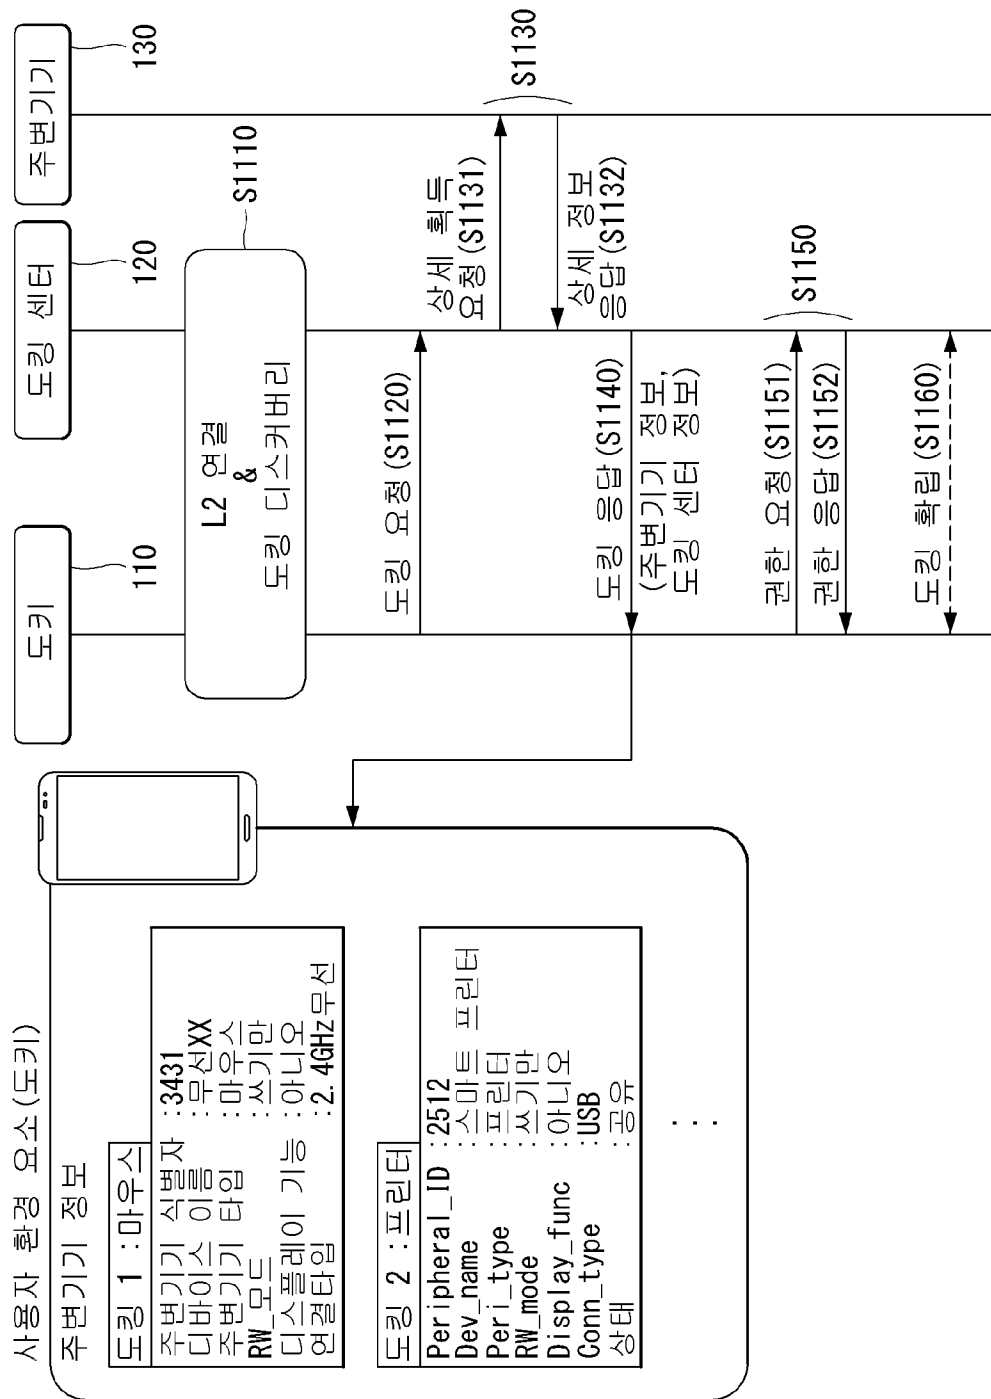 사용자 환경 요소(도키)
주변기기 정보
도킹 1 :마우스
주변기기 식별자 :3431
디바이스 이름 :무선XX
주변기기 타입 :마우스
RW_모드 :쓰기만
디스플레이 기능 :아니오
연결타입 :2.4GHz무선
도킹 2 :프린터
Peripheral_ID :2512
Dev_name :스마트 프린터
Peri_type :프린터
RW_mode :쓰기만
Display_func :아니오
Conn_type :USB
상태 :공유
도키
110
도킹 센터
120
주변기기
130
L2 연결
&
도킹 디스커버리
S1110
도킹 요청(S1120)
상세 획득
요청(S1131)
S1130
상세 정보
응답(S1132)
도킹 응답(S1140)
(주변기기 정보,
도킹 센터 정보)
권한 요청(S1151)
S1150
권한 응답(S1152)
도킹 확립(S1160)